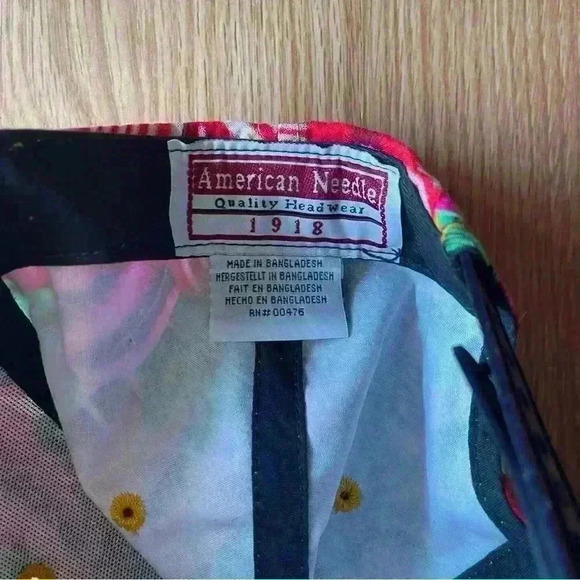 American Needle
Quality Headwear
1918
MADE IN BANGLADESH
HERGESTELLT IN BANGLADESH
FAIT EN BANGLADESH
HECHO EN BANGLADESH
RN# 00476